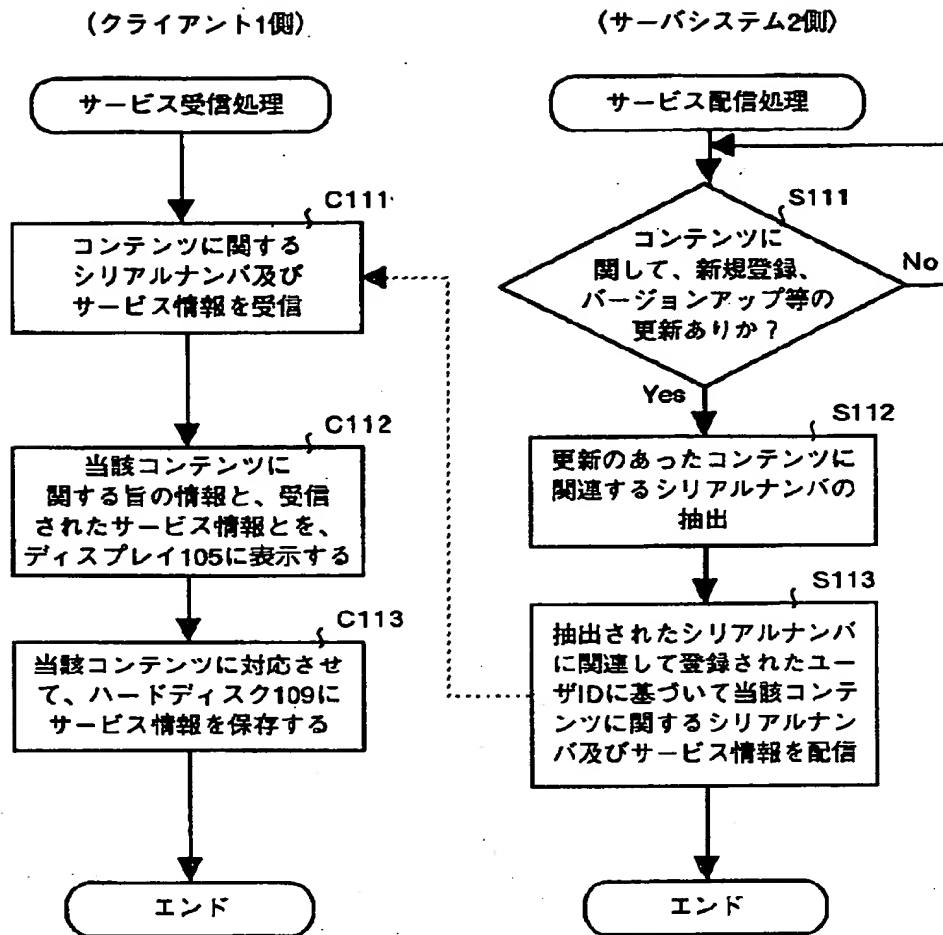 (クライアント1側)
サービス受信処理
C111
コンテンツに関する
シリアルナンバ及び
サービス情報を受信
C112
当該コンテンツに
関する旨の情報と、受信
されたサービス情報とを、
ディスプレイ105に表示する
C113
当該コンテンツに対応させ
て、ハードディスク109に
サービス情報を保存する
エンド
(サーバシステム2側)
サービス配信処理
S111
コンテンツに
関して、新規登録、
バージョンアップ等の
更新ありか？
No
Yes
S112
更新のあったコンテンツに
関連するシリアルナンバの
抽出
S113
抽出されたシリアルナンバ
に関連して登録されたユー
ザIDに基づいて当該コンテ
ンツに関するシリアルナン
バ及びサービス情報を配信
エンド